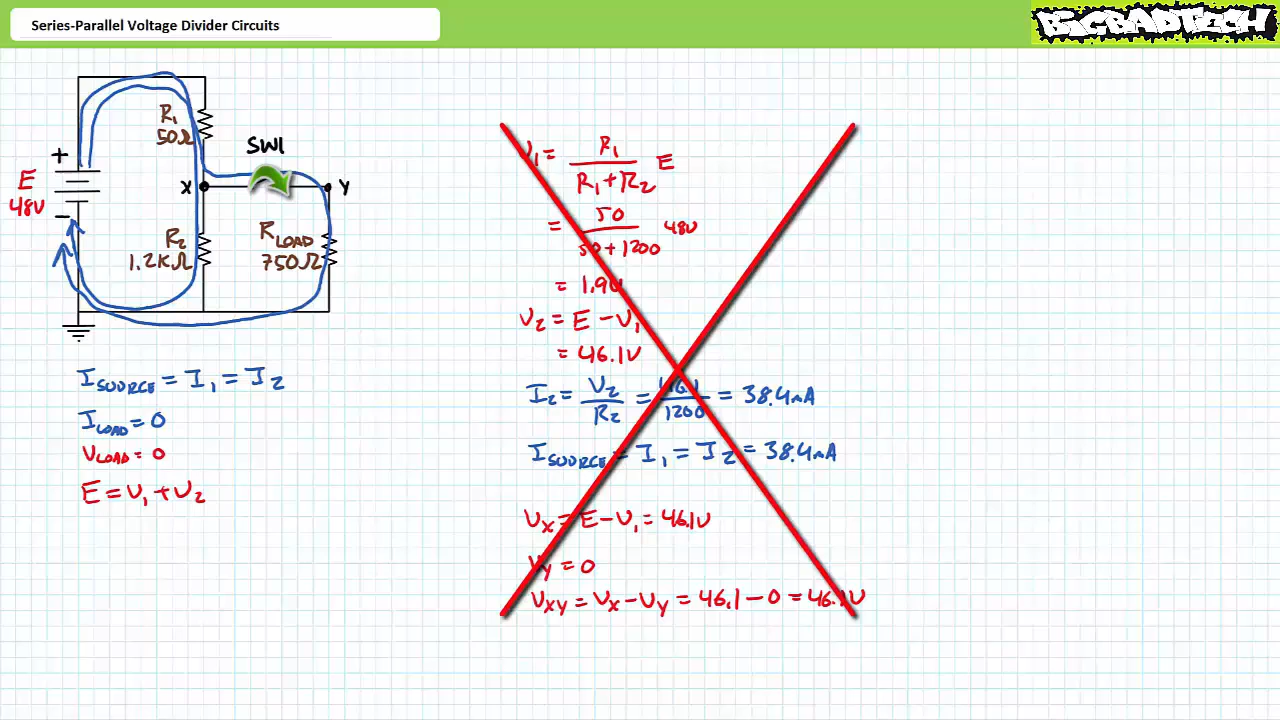 Series-Parallel Voltage Divider Circuits
BIGBADTECH
R1
50Ω
SW1
+
E
48V
−
X
Y
R2
1.2KΩ
RLOAD
750Ω
ISOURCE = I1 = I2
ILOAD = 0
VLOAD = 0
E = V1 + V2
V1 = R1 / (R1 + R2) E
= 50 / (50 + 1200) 48V
= 1.9V
V2 = E − V1
= 46.1V
I2 = V2 / R2 = 46.1 / 1200 = 38.4mA
ISOURCE = I1 = I2 = 38.4mA
VX = E − V1 = 46.1V
VY = 0
VXY = VX − VY = 46.1 − 0 = 46.1V